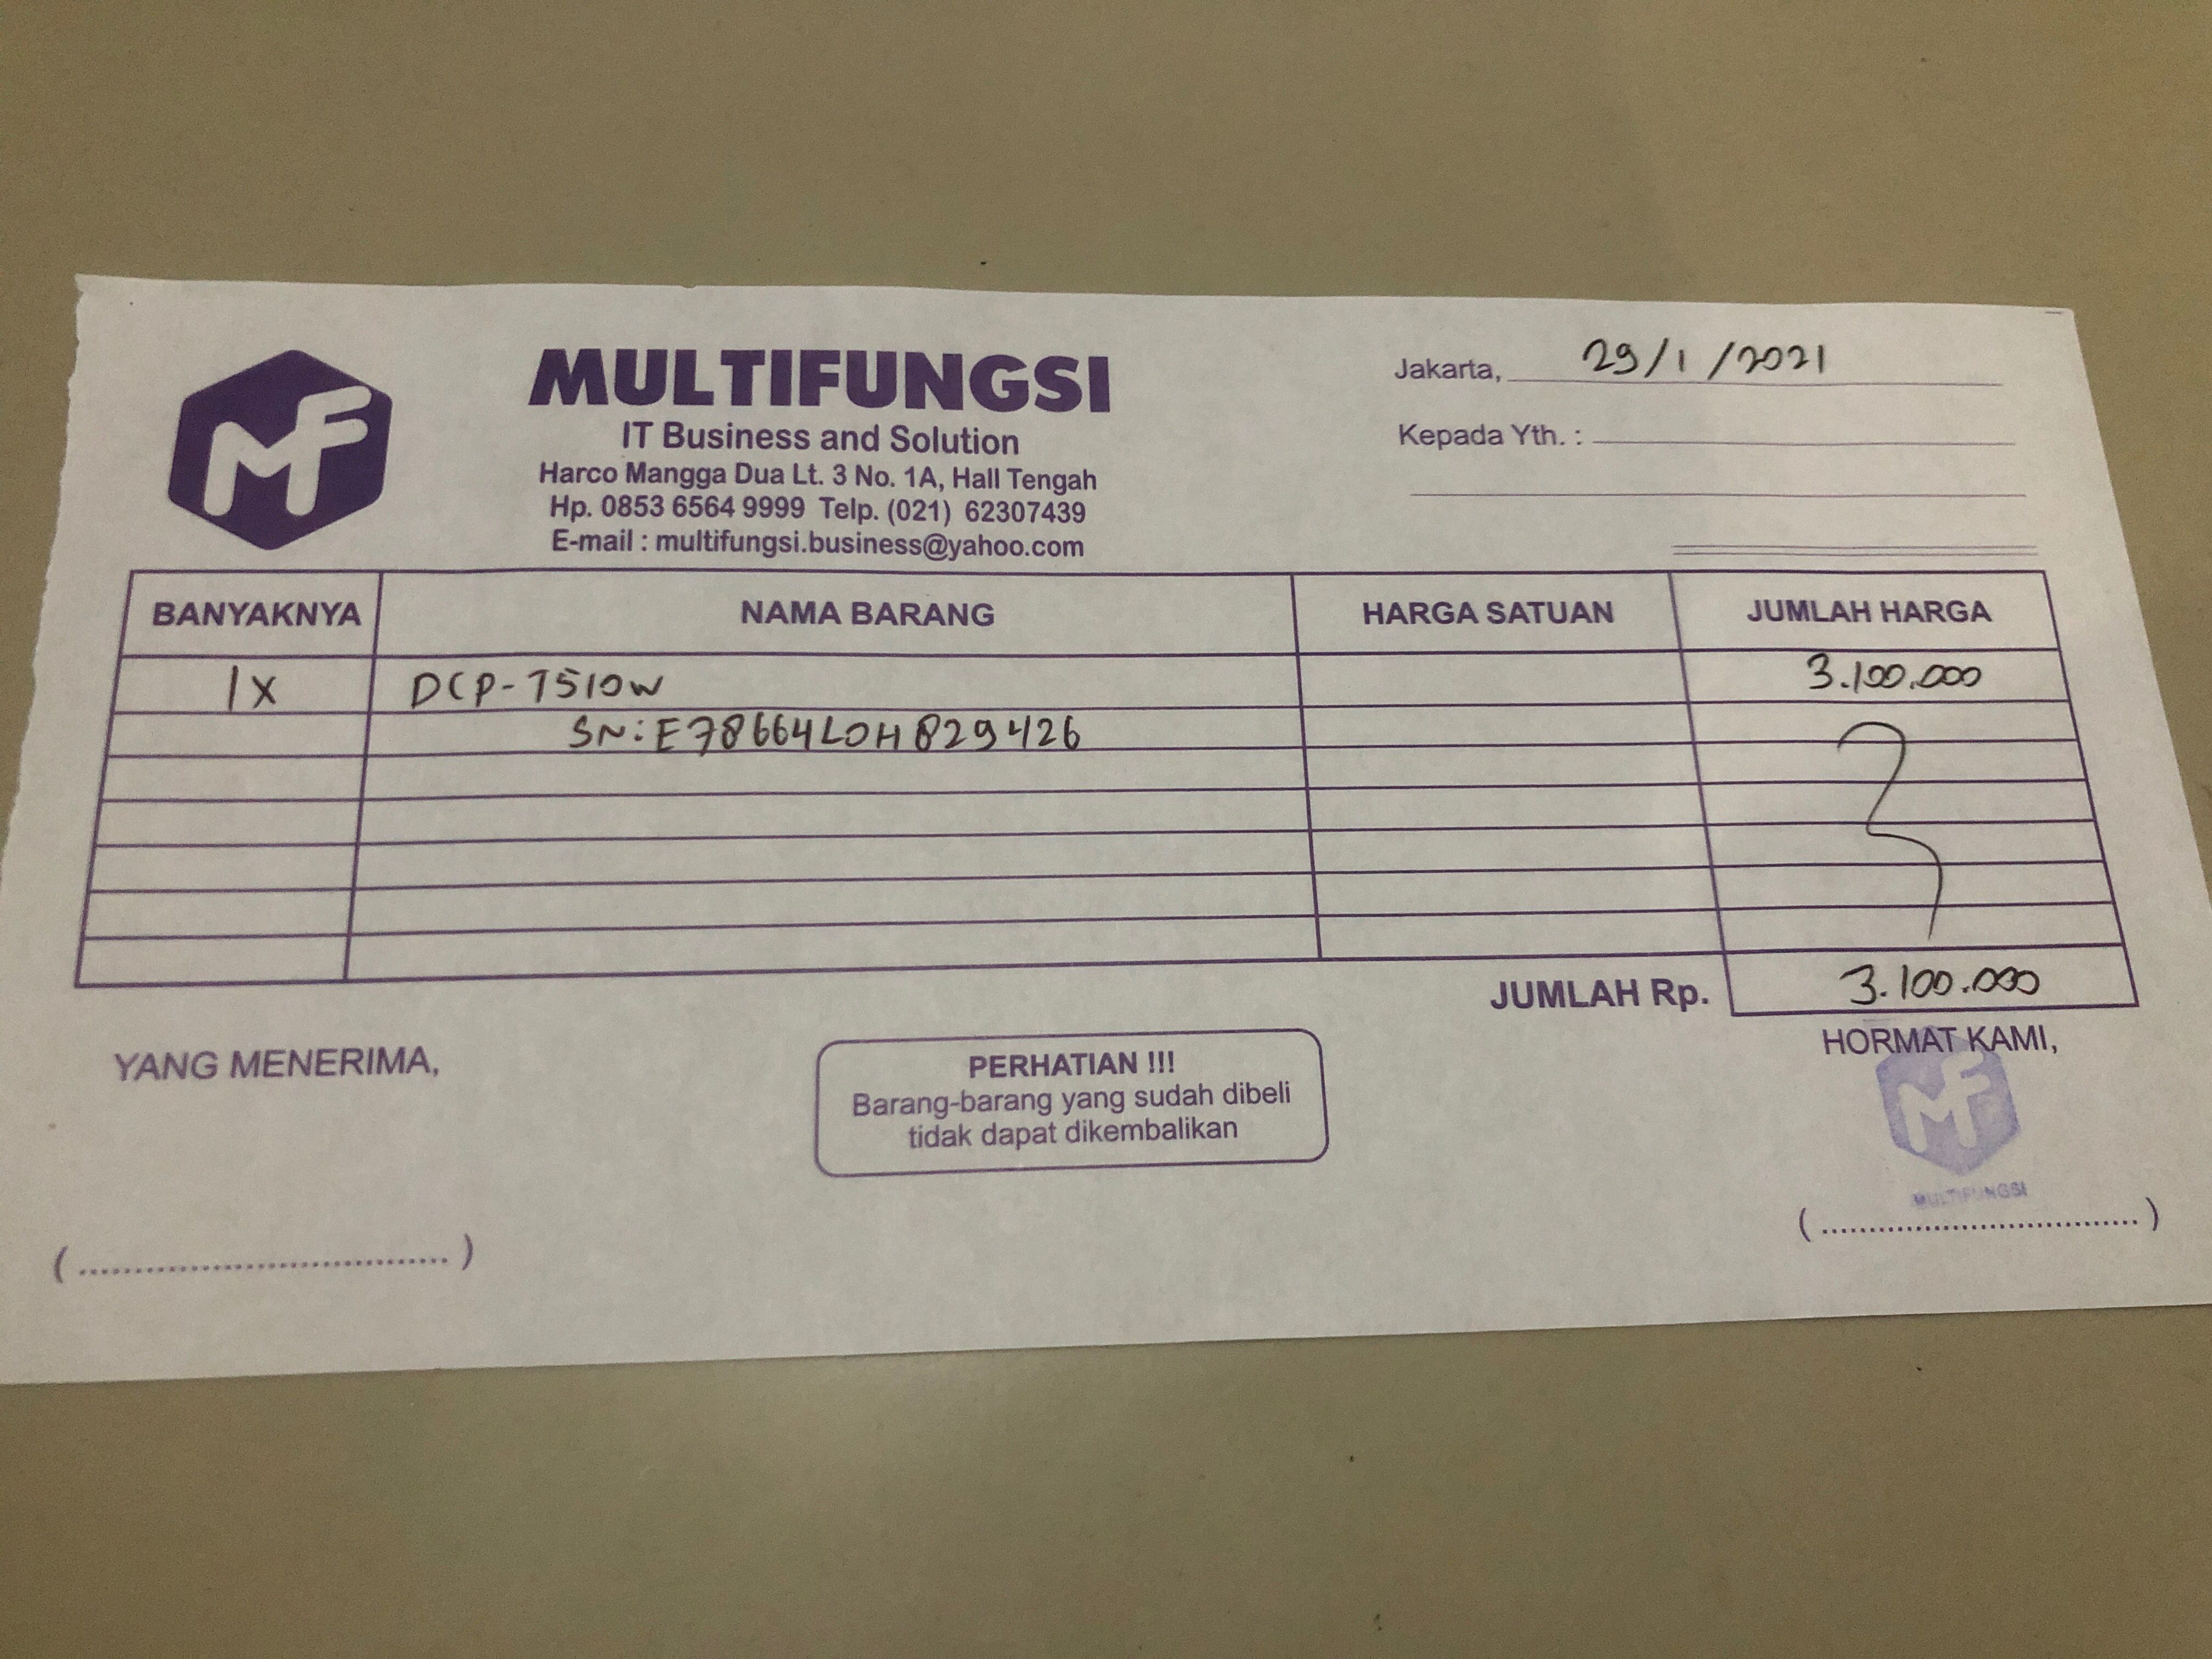 MF
MULTIFUNGSI
IT Business and Solution
Harco Mangga Dua Lt. 3 No. 1A, Hall Tengah
Hp. 0853 6564 9999 Telp. (021) 62307439
E-mail : multifungsi.business@yahoo.com
Jakarta, 29/1/2021
Kepada Yth. :
BANYAKNYA NAMA BARANG HARGA SATUAN JUMLAH HARGA
1X DCP-T510W 3.100.000
SN:E78664L0H829426
JUMLAH Rp. 3.100.000
YANG MENERIMA,
PERHATIAN !!!
Barang-barang yang sudah dibeli
tidak dapat dikembalikan
HORMAT KAMI,
MF
MULTIFUNGSI
(....................................)
(....................................)